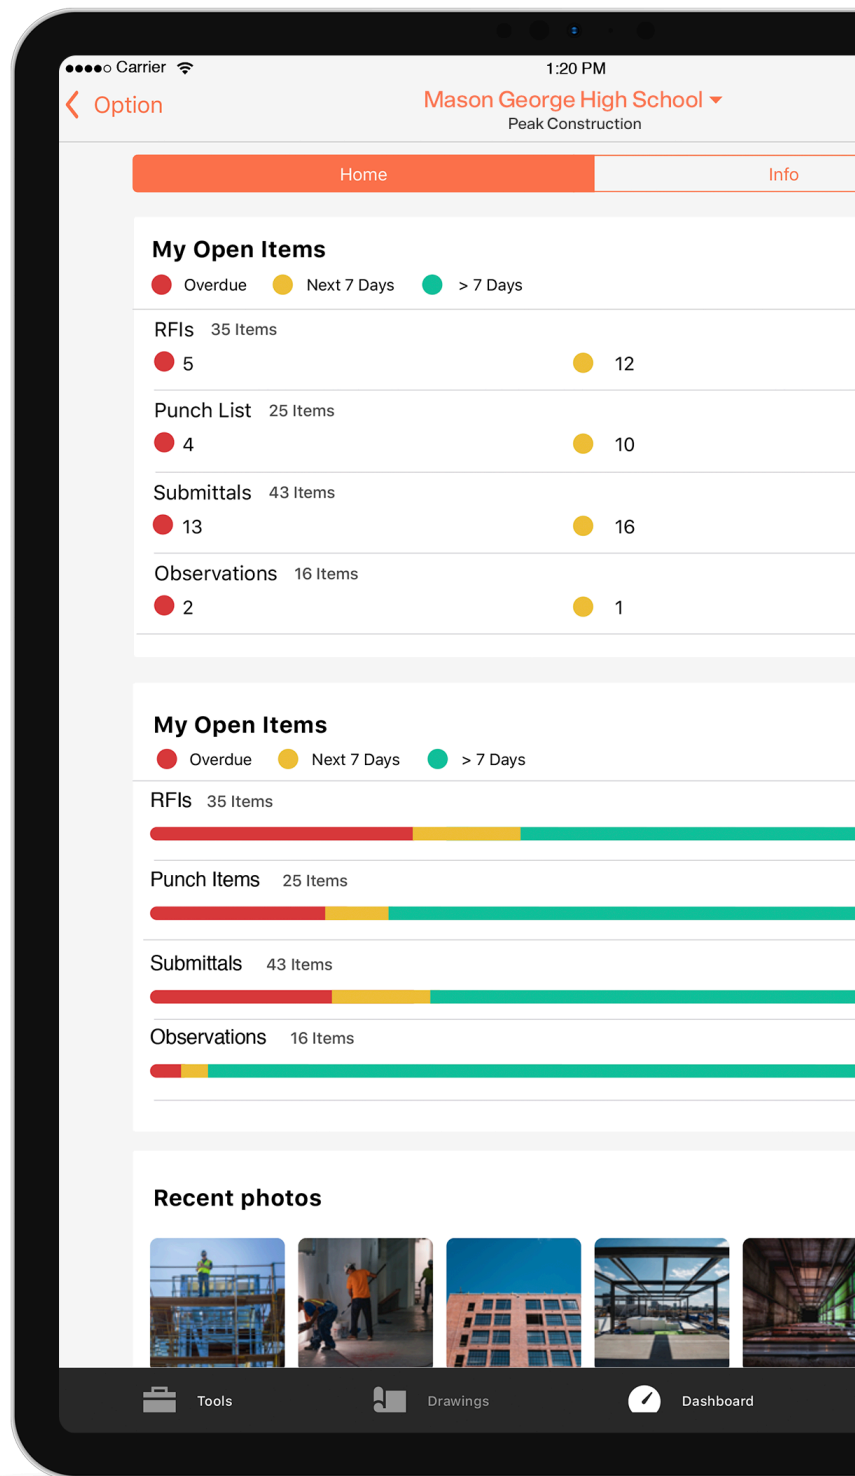 Carrier 1:20 PM
Option
Mason George High School
Peak Construction
Home Info
My Open Items
Overdue Next 7 Days > 7 Days
RFIs 35 Items
5 12
Punch List 25 Items
4 10
Submittals 43 Items
13 16
Observations 16 Items
2 1
My Open Items
Overdue Next 7 Days > 7 Days
RFIs 35 Items
Punch Items 25 Items
Submittals 43 Items
Observations 16 Items
Recent photos
Tools Drawings Dashboard